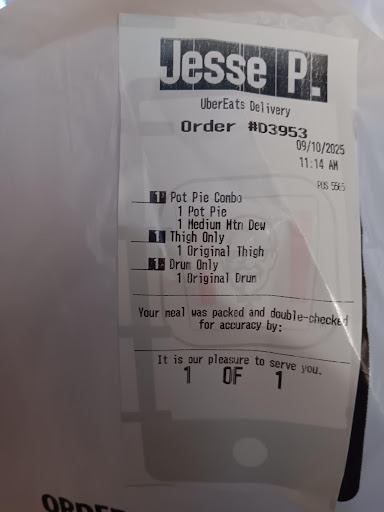 Jesse P.
UberEats Delivery
Order #D3953
09/10/2025
11:14 AM
POS 5565
1 Pot Pie Combo
1 Pot Pie
1 Medium Mtn Dew
1 Thigh Only
1 Original Thigh
1 Drum Only
1 Original Drum
Your meal was packed and double-checked
for accuracy by:
It is our pleasure to serve you.
1 OF 1
ORDER